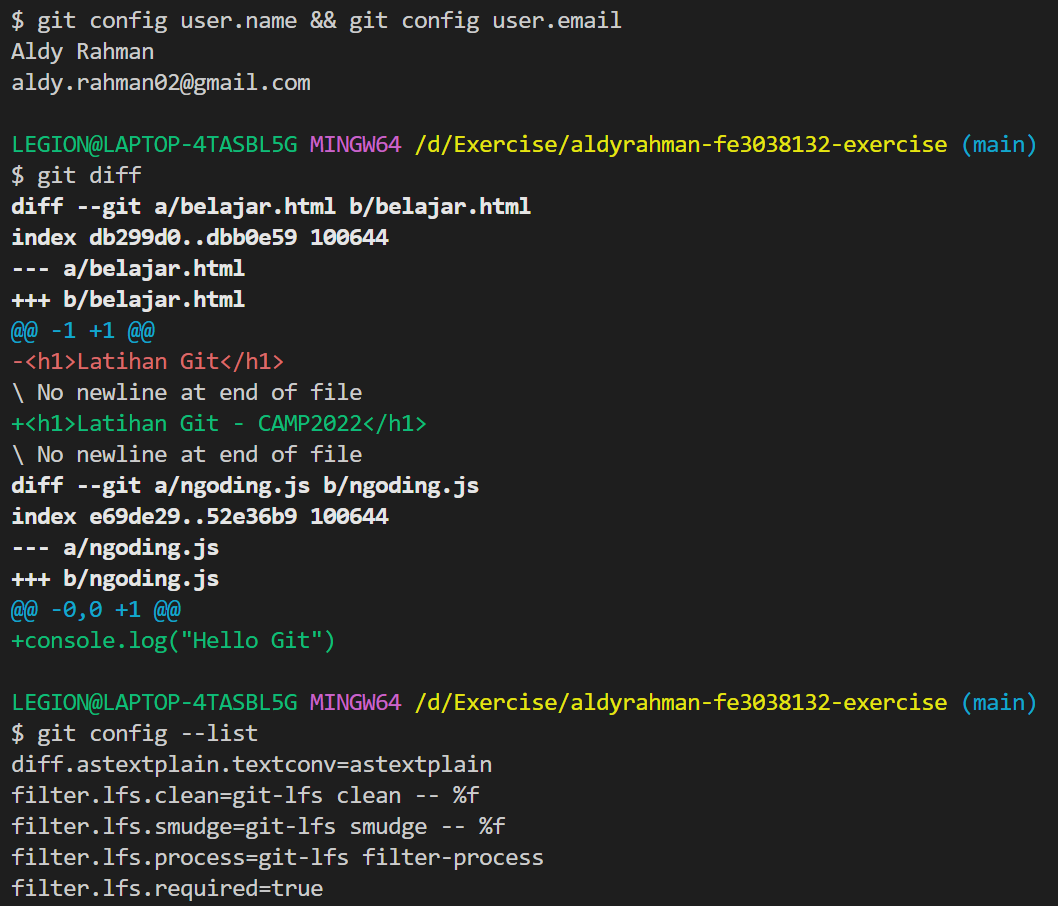 $ git config user.name && git config user.email
Aldy Rahman
aldy.rahman02@gmail.com
LEGION@LAPTOP-4TASBL5G MINGW64 /d/Exercise/aldyrahman-fe3038132-exercise (main)
$ git diff
diff --git a/belajar.html b/belajar.html
index db299d0..dbb0e59 100644
--- a/belajar.html
+++ b/belajar.html
@@ -1 +1 @@
-<h1>Latihan Git</h1>
\ No newline at end of file
+<h1>Latihan Git - CAMP2022</h1>
\ No newline at end of file
diff --git a/ngoding.js b/ngoding.js
index e69de29..52e36b9 100644
--- a/ngoding.js
+++ b/ngoding.js
@@ -0,0 +1 @@
+console.log("Hello Git")
LEGION@LAPTOP-4TASBL5G MINGW64 /d/Exercise/aldyrahman-fe3038132-exercise (main)
$ git config --list
diff.astextplain.textconv=astextplain
filter.lfs.clean=git-lfs clean -- %f
filter.lfs.smudge=git-lfs smudge -- %f
filter.lfs.process=git-lfs filter-process
filter.lfs.required=true